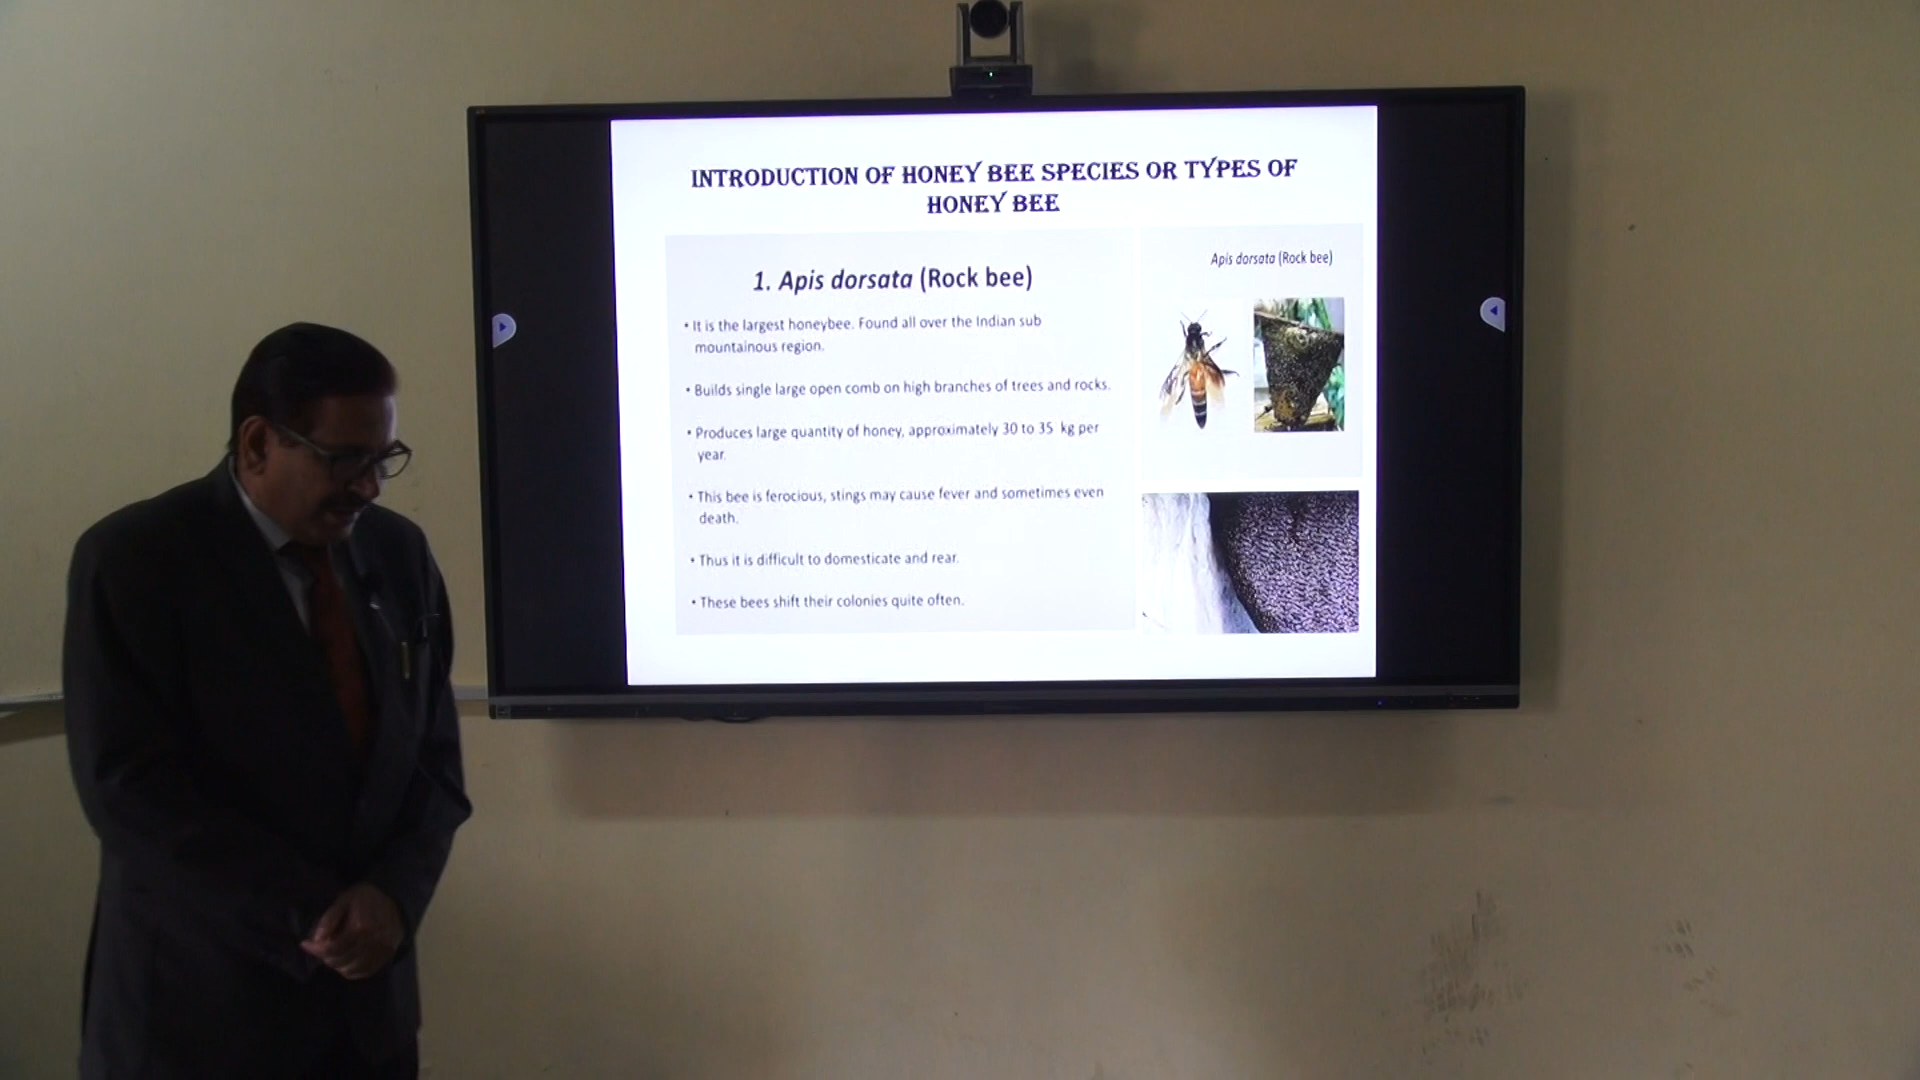 INTRODUCTION OF HONEY BEE SPECIES OR TYPES OF
HONEY BEE
1. Apis dorsata (Rock bee)
• It is the largest honeybee. Found all over the Indian sub
mountainous region.
• Builds single large open comb on high branches of trees and rocks.
• Produces large quantity of honey, approximately 30 to 35 kg per
year.
• This bee is ferocious, stings may cause fever and sometimes even
death.
• Thus it is difficult to domesticate and rear.
• These bees shift their colonies quite often.
Apis dorsata (Rock bee)